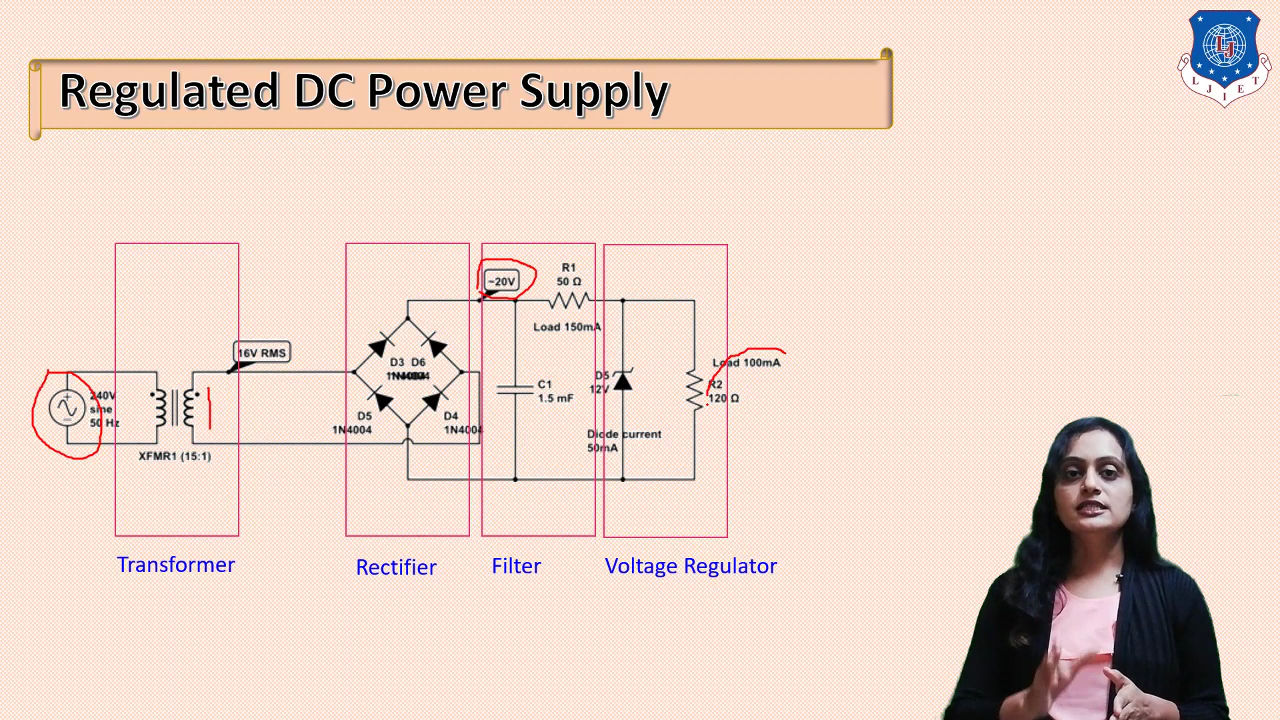 Regulated DC Power Supply
L J I E T
LJ
~20V
R1
50 Ω
Load 150mA
16V RMS
240V
sine
50 Hz
XFMR1 (15:1)
D3 D6
D5
1N4004
D4
1N4004
C1
1.5 mF
D5
12V
Diode current
50mA
Load 100mA
R2
120 Ω
Transformer
Rectifier
Filter
Voltage Regulator